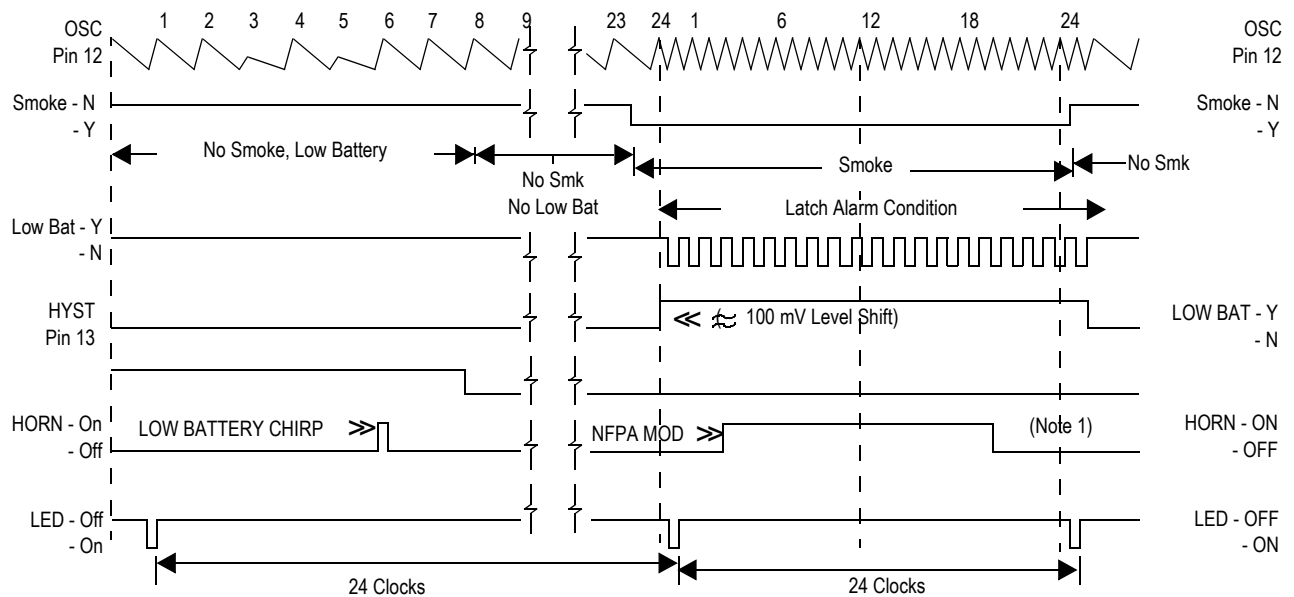 1 2 3 4 5 6 7 8 9 23 24 1 6 12 18 24
OSC
Pin 12
OSC
Pin 12
Smoke - N
- Y
Smoke - N
- Y
No Smoke, Low Battery
No Smk
No Low Bat
Smoke
No Smk
Latch Alarm Condition
Low Bat - Y
- N
HYST
Pin 13
≪ 100 mV Level Shift)
LOW BAT - Y
- N
HORN - On
- Off
LOW BATTERY CHIRP ≫
NFPA MOD ≫
(Note 1)
HORN - ON
- OFF
LED - Off
- On
LED - OFF
- ON
24 Clocks
24 Clocks